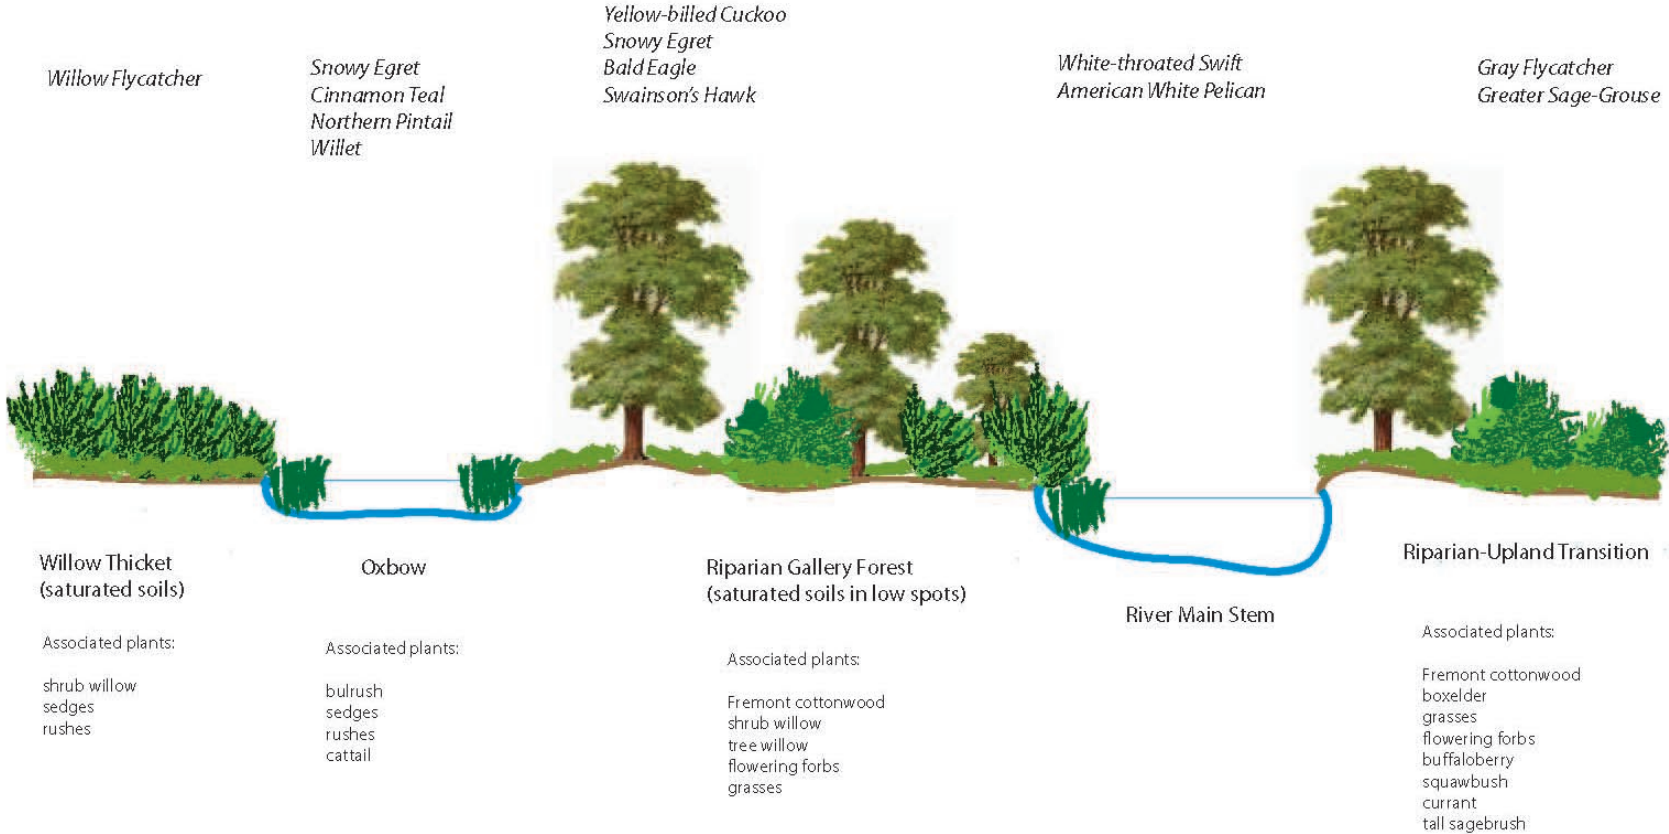 Willow Flycatcher
Snowy Egret
Cinnamon Teal
Northern Pintail
Willet
Yellow-billed Cuckoo
Snowy Egret
Bald Eagle
Swainson's Hawk
White-throated Swift
American White Pelican
Gray Flycatcher
Greater Sage-Grouse
Willow Thicket
(saturated soils)
Associated plants:
shrub willow
sedges
rushes
Oxbow
Associated plants:
bulrush
sedges
rushes
cattail
Riparian Gallery Forest
(saturated soils in low spots)
Associated plants:
Fremont cottonwood
shrub willow
tree willow
flowering forbs
grasses
River Main Stem
Riparian-Upland Transition
Associated plants:
Fremont cottonwood
boxelder
grasses
flowering forbs
buffaloberry
squawbush
currant
tall sagebrush